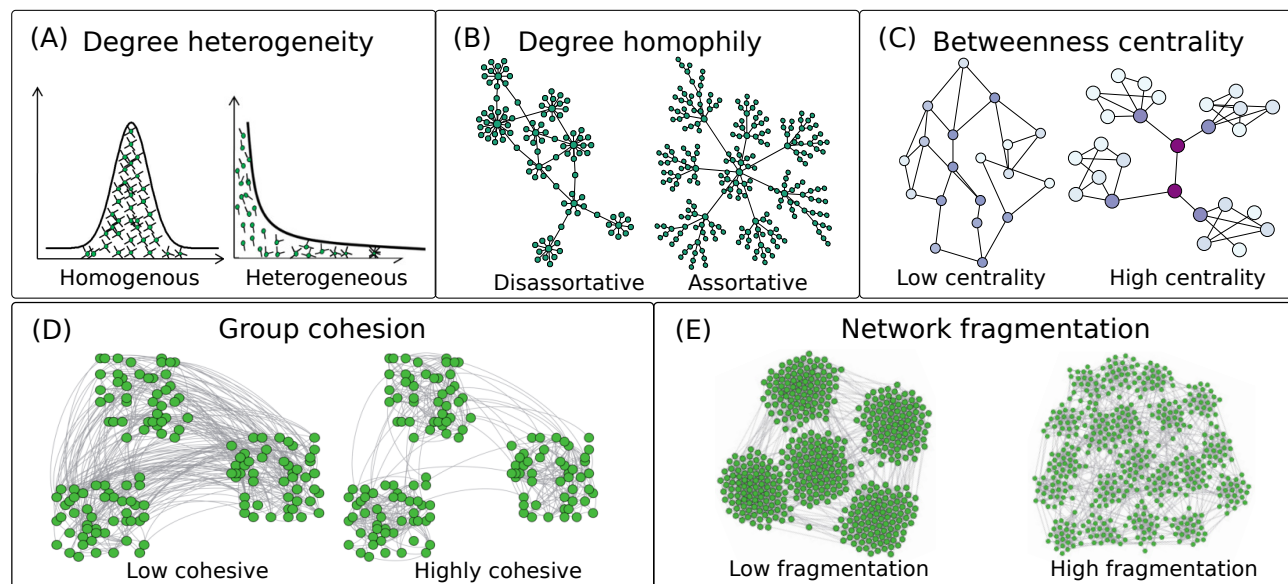 (A) Degree heterogeneity
Homogenous
Heterogeneous
(B) Degree homophily
Disassortative
Assortative
(C) Betweenness centrality
Low centrality
High centrality
(D) Group cohesion
Low cohesive
Highly cohesive
(E) Network fragmentation
Low fragmentation
High fragmentation